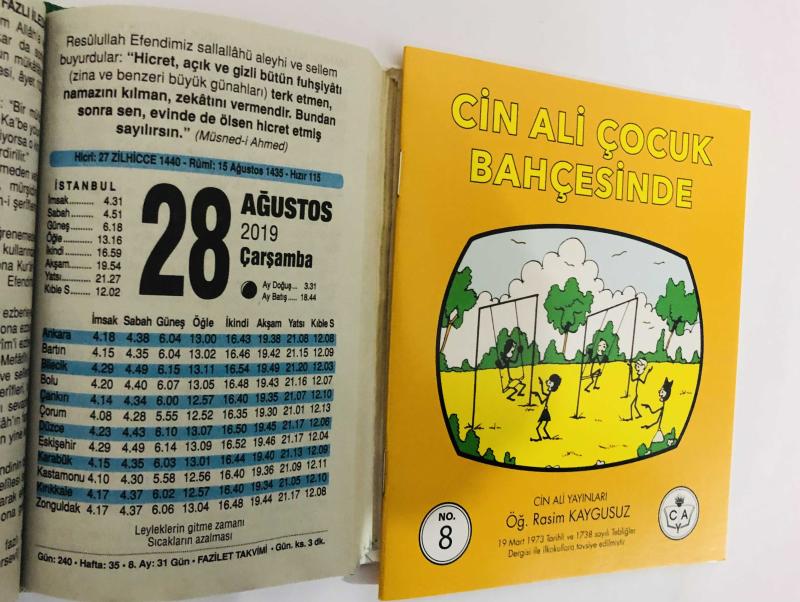 Resûlullah Efendimiz sallallâhü aleyhi ve sellem
buyurdular: “Hicret, açık ve gizli bütün fuhşiyâtı
(zina ve benzeri büyük günahları) terk etmen,
namazını kılman, zekâtını vermendir. Bundan
sonra sen, evinde de ölsen hicret etmiş
sayılırsın.” (Müsned-i Ahmed)
Hicrî: 27 ZİLHİCCE 1440 - Rûmî: 15 Ağustos 1435 - Hızır 115
İSTANBUL
İmsak 4.31
Sabah 4.51
Güneş 6.18
Öğle 13.16
İkindi 16.59
Akşam 19.54
Yatsı 21.27
Kıble S 12.02
28
AĞUSTOS
2019
Çarşamba
Ay Doğuş... 3.31
Ay Batış..... 18.44
İmsak Sabah Güneş Öğle İkindi Akşam Yatsı Kıble S
Ankara 4.18 4.38 6.04 13.00 16.43 19.38 21.08 12.08
Bartın 4.15 4.35 6.04 13.02 16.46 19.42 21.15 12.09
Bilecik 4.29 4.49 6.15 13.11 16.54 19.49 21.20 12.03
Bolu 4.20 4.40 6.07 13.05 16.48 19.43 21.16 12.07
Çankırı 4.14 4.34 6.00 12.57 16.40 19.35 21.07 12.10
Çorum 4.08 4.28 5.55 12.52 16.35 19.30 21.01 12.13
Düzce 4.23 4.43 6.10 13.07 16.50 19.45 21.17 12.06
Eskişehir 4.29 4.49 6.14 13.09 16.52 19.46 21.17 12.04
Karabük 4.15 4.35 6.03 13.01 16.44 19.40 21.13 12.09
Kastamonu 4.10 4.30 5.58 12.56 16.40 19.36 21.09 12.11
Kırıkkale 4.17 4.37 6.02 12.57 16.40 19.34 21.05 12.10
Zonguldak 4.17 4.37 6.06 13.04 16.48 19.44 21.17 12.08
Leyleklerin gitme zamanı
Sıcakların azalması
Gün: 240 • Hafta: 35 • 8. Ay: 31 Gün • FAZİLET TAKVİMİ • Gün. ks. 3 dk.
CİN ALİ ÇOCUK
BAHÇESİNDE
CİN ALİ YAYINLARI
Öğ. Rasim KAYGUSUZ
19 Mart 1973 Tarihli ve 1738 sayılı Tebliğler
Dergisi ile ilkokullara tavsiye edilmiştir
NO.
8
C A
Y